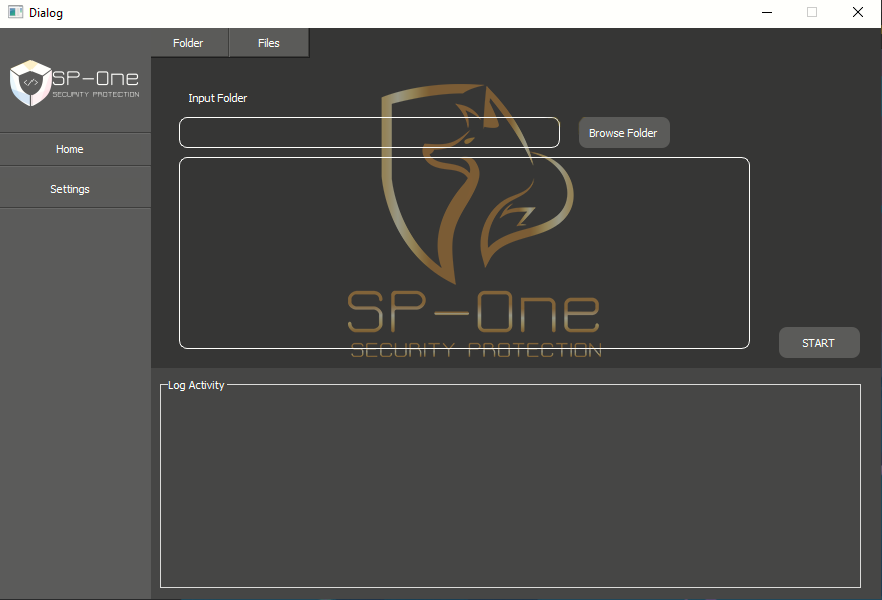 Dialog
Folder
Files
SP-One
SECURITY PROTECTION
Home
Settings
Input Folder
Browse Folder
SP-One
SECURITY PROTECTION
START
Log Activity